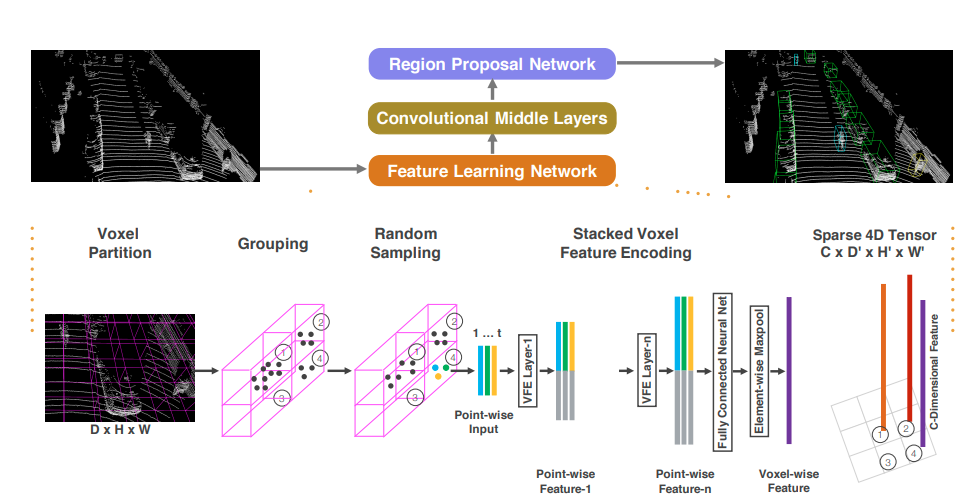 Region Proposal Network
Convolutional Middle Layers
Feature Learning Network
Voxel
Partition
Grouping
Random
Sampling
Stacked Voxel
Feature Encoding
Sparse 4D Tensor
C x D' x H' x W'
D x H x W
1
2
3
4
1
2
3
4
1 ... t
Point-wise
Input
VFE Layer-1
Point-wise
Feature-1
VFE Layer-n
Point-wise
Feature-n
Fully Connected Neural Net
Element-wise Maxpool
Voxel-wise
Feature
C-Dimensional Feature
1
2
3
4